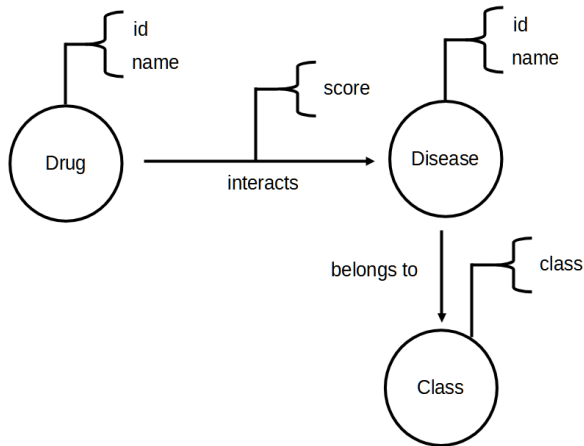 id
name
id
name
score
Drug
Disease
interacts
belongs to
class
Class